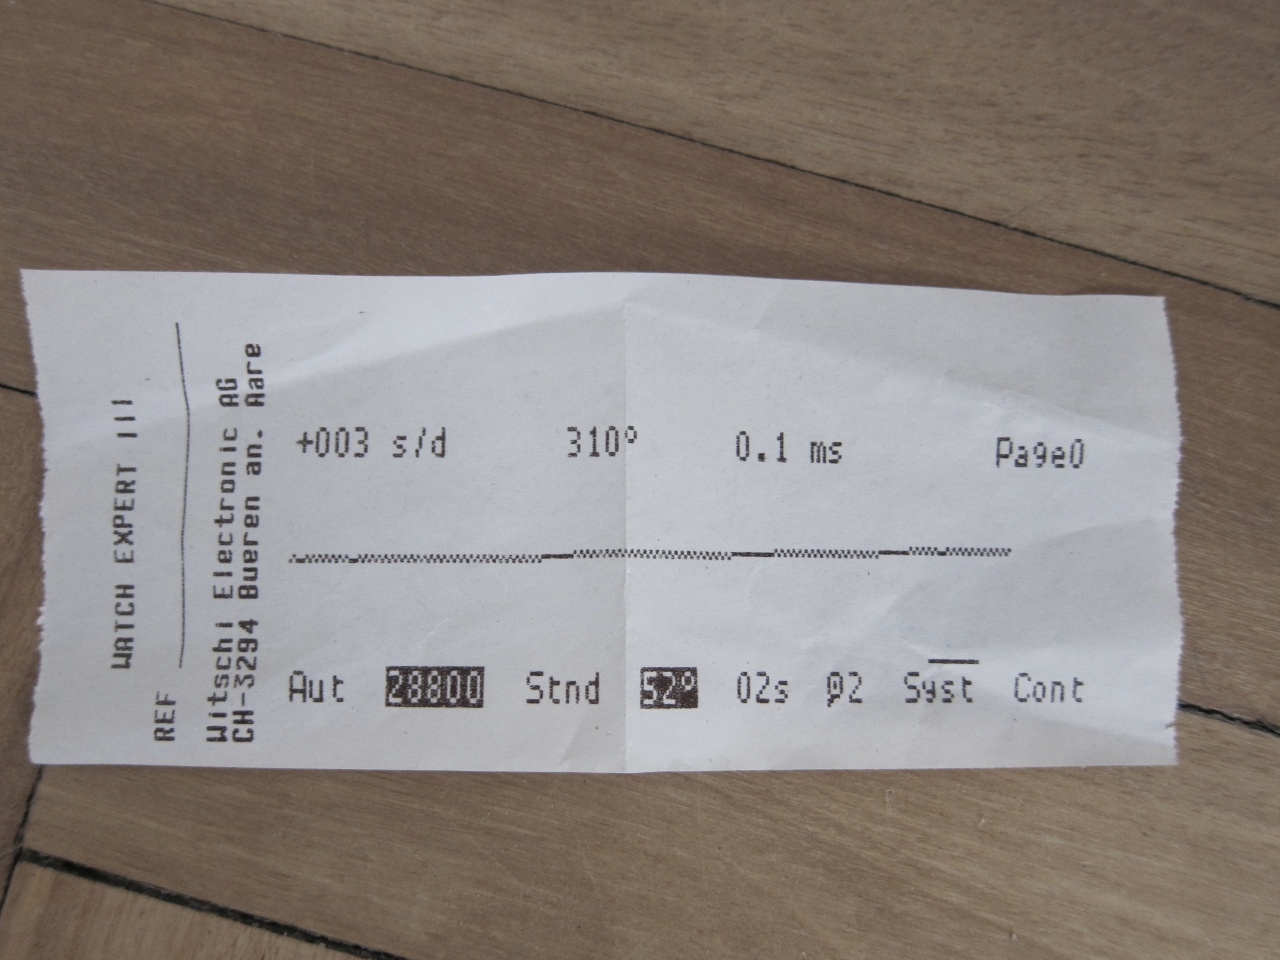 WATCH EXPERT III
REF
Witschi Electronic AG
CH-3294 Bueren an. Aare
+003 s/d 310° 0.1 ms Page0
Aut 28800 Stnd 52° 02s Ø2 Syst Cont